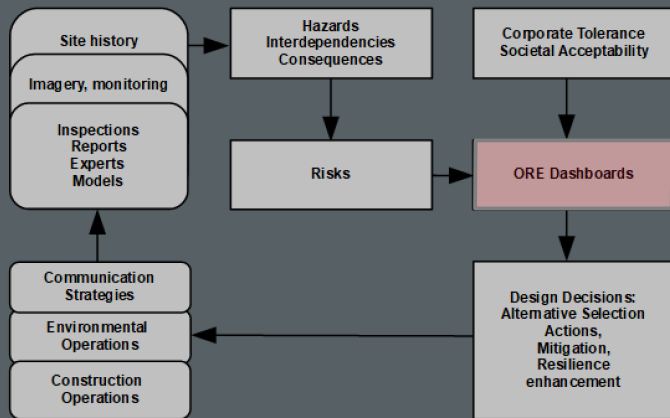 Site history
Imagery, monitoring
Inspections
Reports
Experts
Models
Hazards
Interdependencies
Consequences
Corporate Tolerance
Societal Acceptability
Risks
ORE Dashboards
Communication
Strategies
Environmental
Operations
Construction
Operations
Design Decisions:
Alternative Selection
Actions,
Mitigation,
Resilience
enhancement